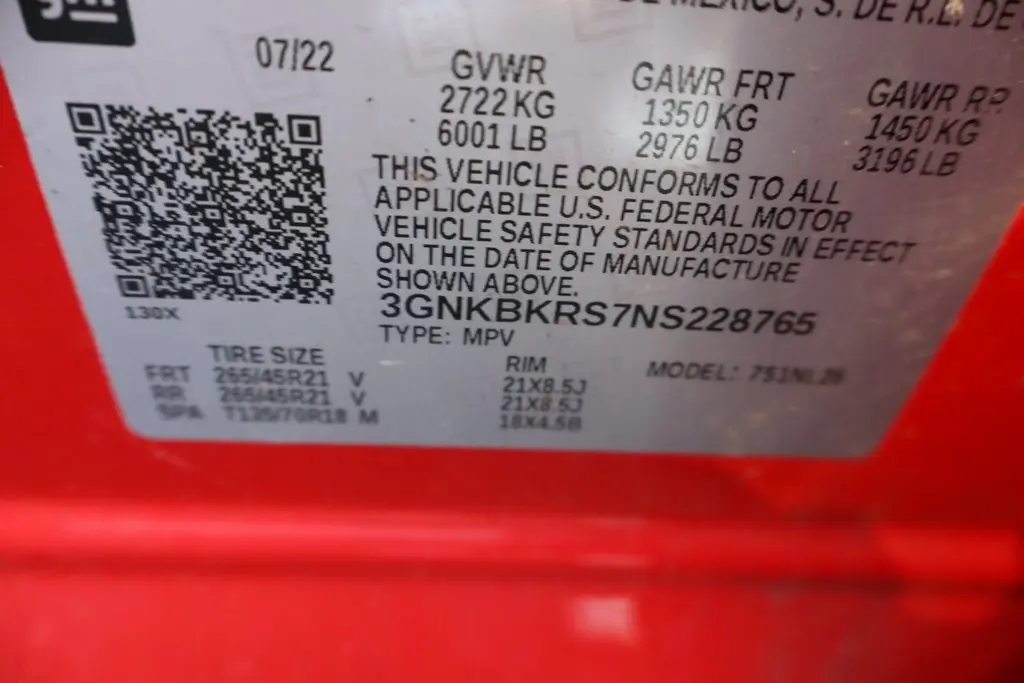 gm
DE MEXICO, S. DE R.L. DE
07/22
GVWR GAWR FRT GAWR RR
2722 KG 1350 KG 1450 KG
6001 LB 2976 LB 3196 LB
THIS VEHICLE CONFORMS TO ALL
APPLICABLE U.S. FEDERAL MOTOR
VEHICLE SAFETY STANDARDS IN EFFECT
ON THE DATE OF MANUFACTURE
SHOWN ABOVE.
3GNKBKRS7NS228765
130X
TYPE: MPV
TIRE SIZE RIM MODEL:
FRT 265/45R21 V 21X8.5J
RR 265/45R21 V 21X8.5J
SPA T135/70R18 M 18X4.5B